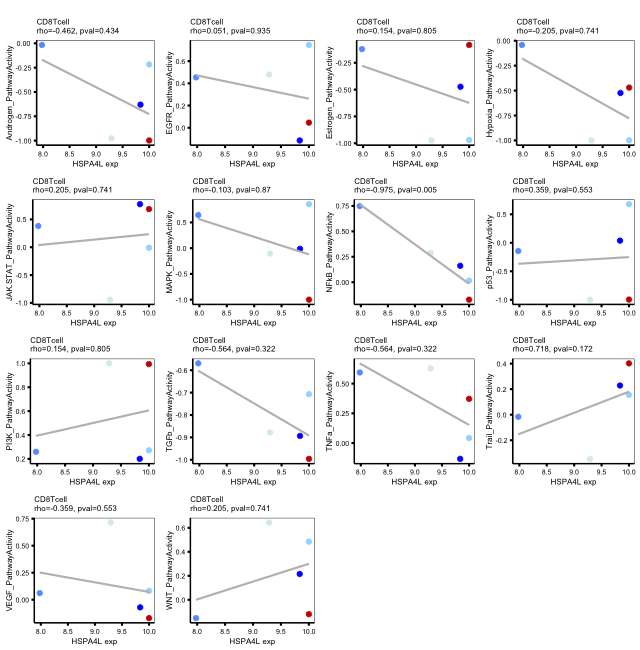 CD8Tcell
rho=-0.462, pval=0.434
Androgen_PathwayActivity
0.00
-0.25
-0.50
-0.75
-1.00
8.0 8.5 9.0 9.5 10.0
HSPA4L exp
CD8Tcell
rho=0.051, pval=0.935
EGFR_PathwayActivity
0.6
0.4
0.2
0.0
8.0 8.5 9.0 9.5 10.0
HSPA4L exp
CD8Tcell
rho=0.154, pval=0.805
Estrogen_PathwayActivity
-0.25
-0.50
-0.75
-1.00
8.0 8.5 9.0 9.5 10.0
HSPA4L exp
CD8Tcell
rho=-0.205, pval=0.741
Hypoxia_PathwayActivity
0.00
-0.25
-0.50
-0.75
-1.00
8.0 8.5 9.0 9.5 10.0
HSPA4L exp
CD8Tcell
rho=0.205, pval=0.741
JAK.STAT_PathwayActivity
0.5
0.0
-0.5
-1.0
8.0 8.5 9.0 9.5 10.0
HSPA4L exp
CD8Tcell
rho=-0.103, pval=0.87
MAPK_PathwayActivity
0.5
0.0
-0.5
-1.0
8.0 8.5 9.0 9.5 10.0
HSPA4L exp
CD8Tcell
rho=-0.975, pval=0.005
NFkB_PathwayActivity
0.75
0.50
0.25
0.00
8.0 8.5 9.0 9.5 10.0
HSPA4L exp
CD8Tcell
rho=0.359, pval=0.553
p53_PathwayActivity
0.5
0.0
-0.5
-1.0
8.0 8.5 9.0 9.5 10.0
HSPA4L exp
CD8Tcell
rho=0.154, pval=0.805
PI3K_PathwayActivity
1.0
0.8
0.6
0.4
0.2
8.0 8.5 9.0 9.5 10.0
HSPA4L exp
CD8Tcell
rho=-0.564, pval=0.322
TGFb_PathwayActivity
-0.6
-0.7
-0.8
-0.9
-1.0
8.0 8.5 9.0 9.5 10.0
HSPA4L exp
CD8Tcell
rho=-0.564, pval=0.322
TNFa_PathwayActivity
0.50
0.25
0.00
8.0 8.5 9.0 9.5 10.0
HSPA4L exp
CD8Tcell
rho=0.718, pval=0.172
Trail_PathwayActivity
0.4
0.2
0.0
-0.2
8.0 8.5 9.0 9.5 10.0
HSPA4L exp
CD8Tcell
rho=-0.359, pval=0.553
VEGF_PathwayActivity
0.75
0.50
0.25
0.00
8.0 8.5 9.0 9.5 10.0
HSPA4L exp
CD8Tcell
rho=0.205, pval=0.741
WNT_PathwayActivity
0.6
0.4
0.2
0.0
8.0 8.5 9.0 9.5 10.0
HSPA4L exp